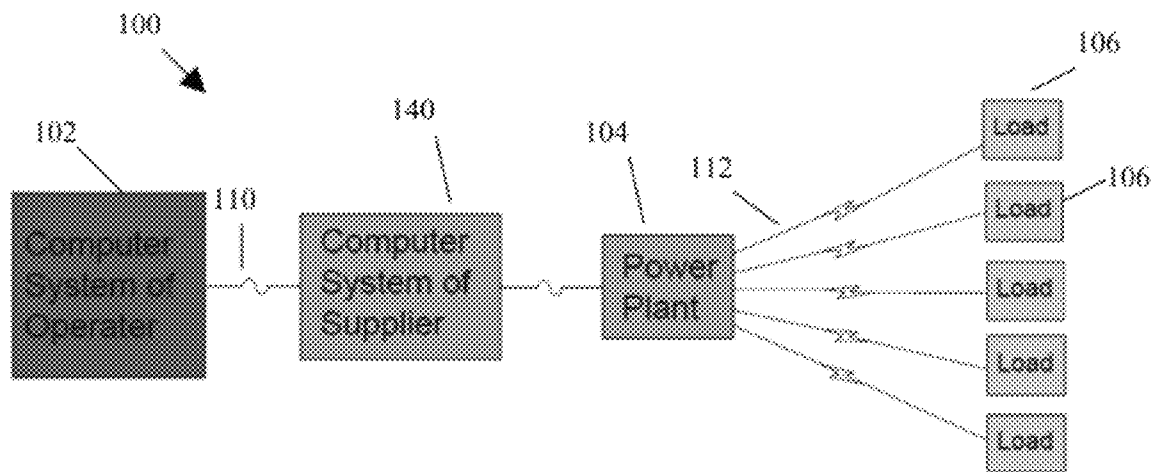 100
106
Load
140
102
104
112
106
110
Load
Computer
System of
Operater
Computer
System of
Supplier
Power
Plant
Load
Load
Load